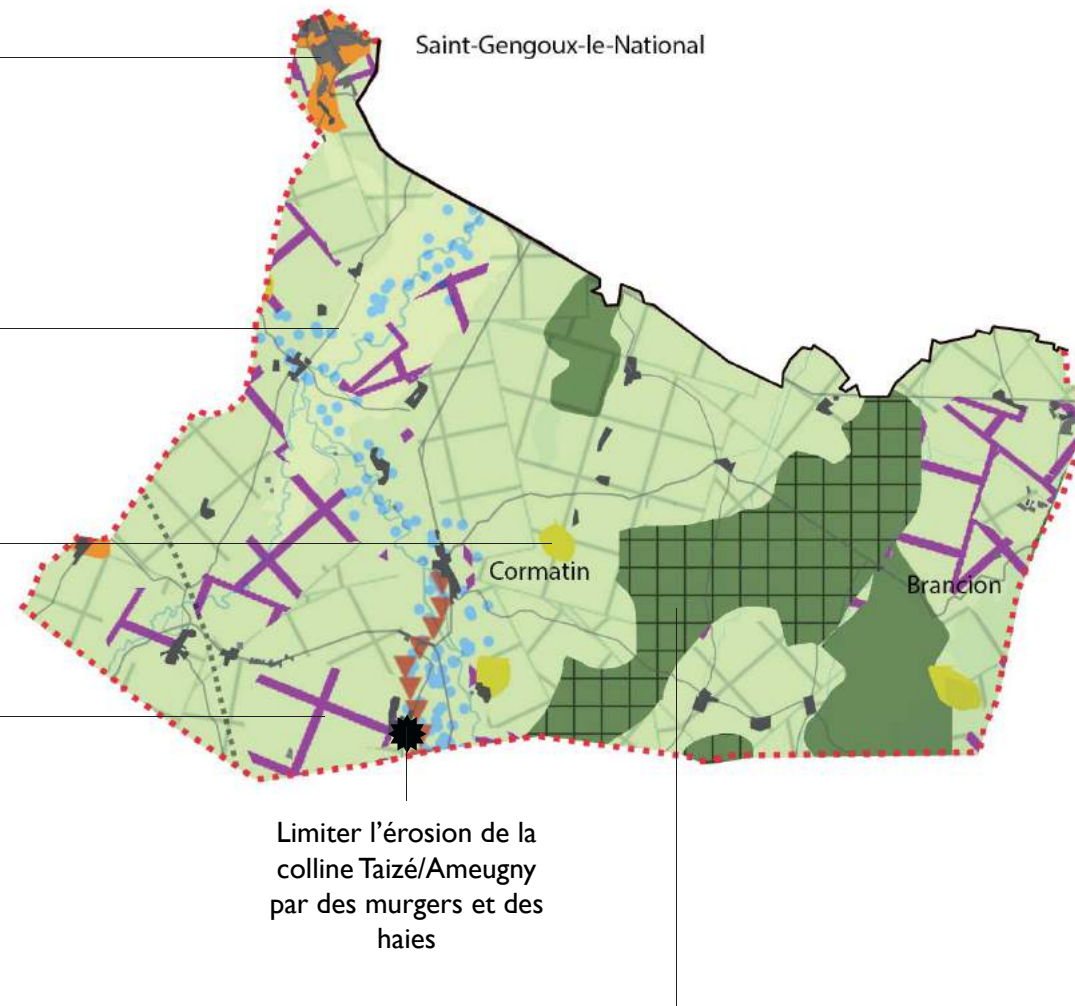 Saint-Gengoux-le-National
Cormatin
Brancion
Limiter l’érosion de la
colline Taizé/Ameugny
par des murgers et des
haies